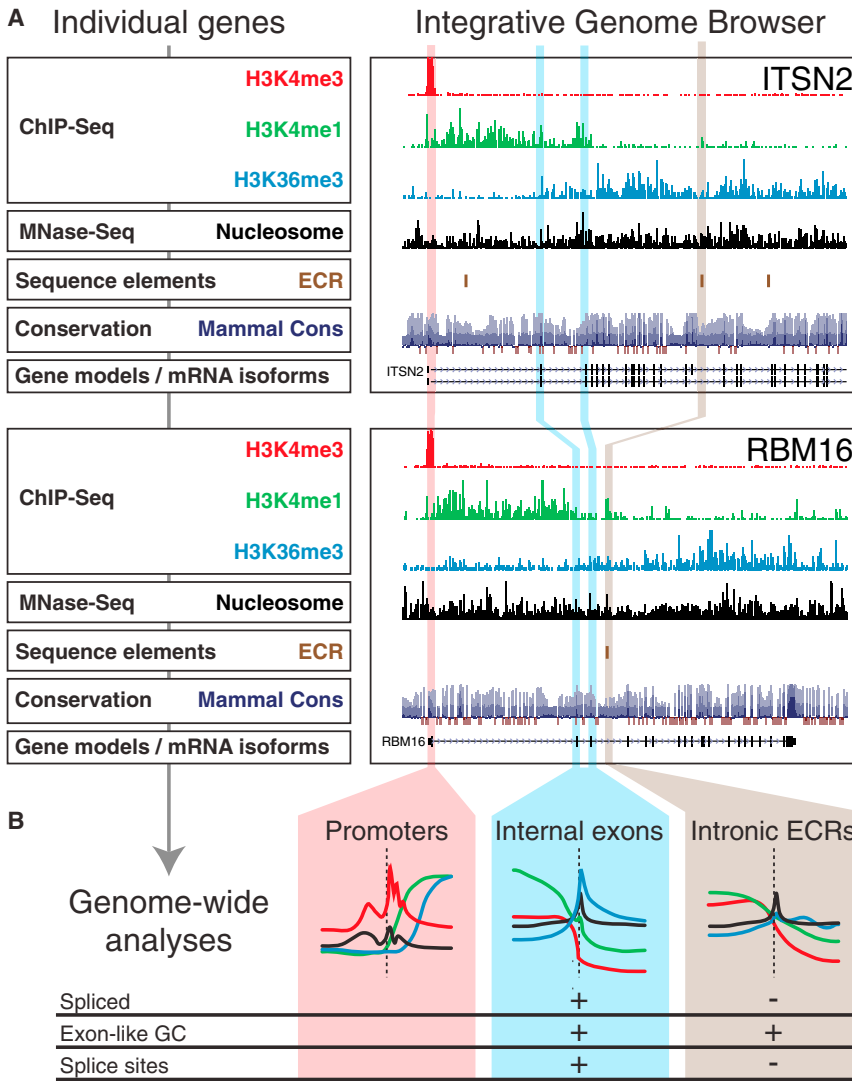 A Individual genes Integrative Genome Browser
ITSN2
H3K4me3
ChIP-Seq H3K4me1
H3K36me3
MNase-Seq Nucleosome
Sequence elements ECR
Conservation Mammal Cons
Gene models / mRNA isoforms ITSN2
RBM16
H3K4me3
ChIP-Seq H3K4me1
H3K36me3
MNase-Seq Nucleosome
Sequence elements ECR
Conservation Mammal Cons
Gene models / mRNA isoforms RBM16
B
Promoters Internal exons Intronic ECRs
Genome-wide
analyses
Spliced + -
Exon-like GC + +
Splice sites + -